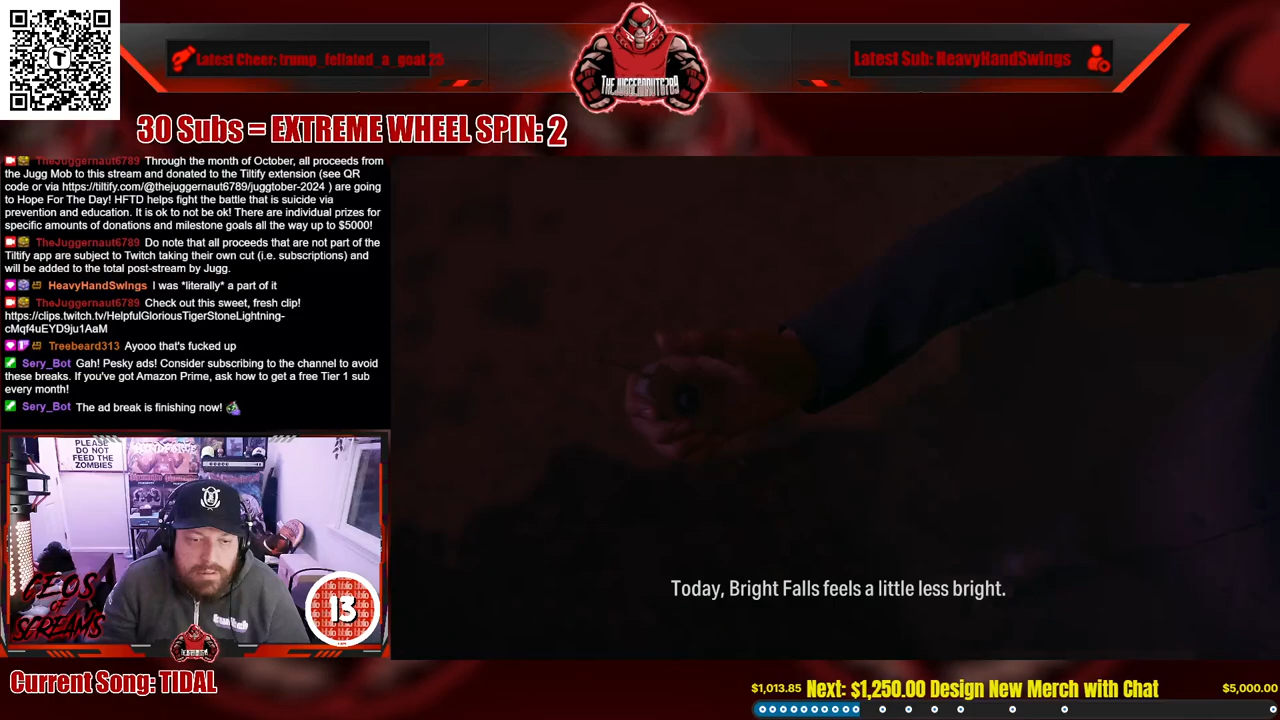 Latest Cheer: trump_fellated_a_goat 25
THEJUGGERNAUT6789
Latest Sub: HeavyHandSwings
30 Subs = EXTREME WHEEL SPIN: 2
TheJuggernaut6789 Through the month of October, all proceeds from
the Jugg Mob to this stream and donated to the Tiltify extension (see QR
code or via https://tiltify.com/@thejuggernaut6789/juggtober-2024 ) are going
to Hope For The Day! HFTD helps fight the battle that is suicide via
prevention and education. It is ok to not be ok! There are individual prizes for
specific amounts of donations and milestone goals all the way up to $5000!
TheJuggernaut6789 Do note that all proceeds that are not part of the
Tiltify app are subject to Twitch taking their own cut (i.e. subscriptions) and
will be added to the total post-stream by Jugg.
HeavyHandSwIngs I was *literally* a part of it
TheJuggernaut6789 Check out this sweet, fresh clip!
https://clips.twitch.tv/HelpfulGloriousTigerStoneLightning-
cMqf4uEYD9ju1AaM
Treebeard313 Ayooo that's fucked up
Sery_Bot Gah! Pesky ads! Consider subscribing to the channel to avoid
these breaks. If you've got Amazon Prime, ask how to get a free Tier 1 sub
every month!
Sery_Bot The ad break is finishing now!
PLEASE
DO NOT
FEED THE
ZOMBIES
GEOS
OF
SCREAMS
twitch
13
Today, Bright Falls feels a little less bright.
Current Song: TIDAL
$1,013.85 Next: $1,250.00 Design New Merch with Chat $5,000.00